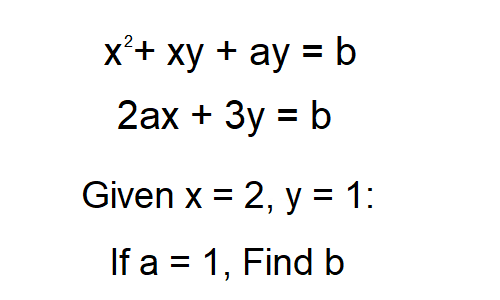 x²+ xy + ay = b
2ax + 3y = b
Given x = 2, y = 1:
If a = 1, Find b